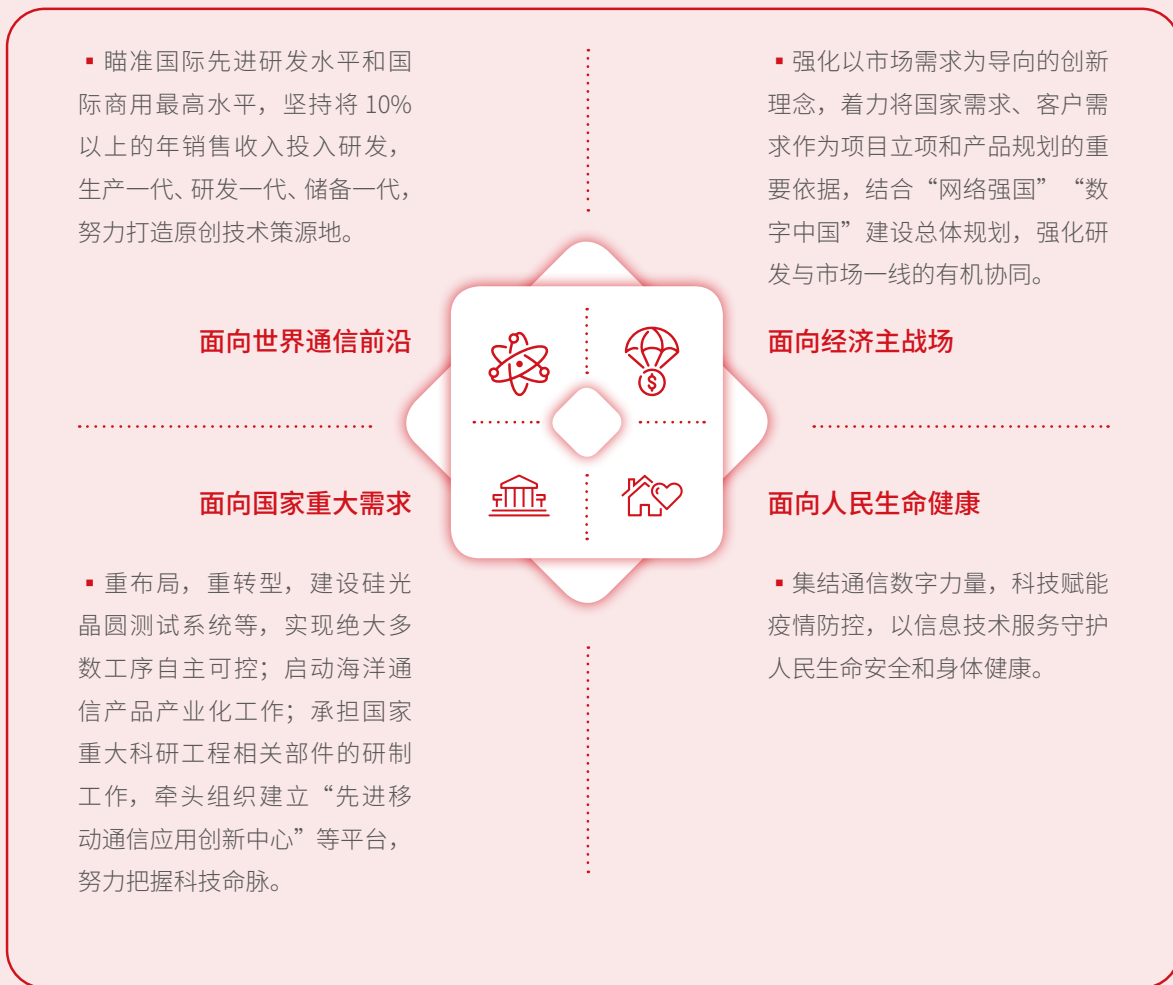 ▪ 瞄准国际先进研发水平和国
际商用最高水平，坚持将 10%
以上的年销售收入投入研发，
生产一代、研发一代、储备一代，
努力打造原创技术策源地。
面向世界通信前沿
▪ 强化以市场需求为导向的创新
理念，着力将国家需求、客户需
求作为项目立项和产品规划的重
要依据，结合“网络强国”“数
字中国”建设总体规划，强化研
发与市场一线的有机协同。
面向经济主战场
面向国家重大需求
▪ 重布局，重转型，建设硅光
晶圆测试系统等，实现绝大多
数工序自主可控；启动海洋通
信产品产业化工作；承担国家
重大科研工程相关部件的研制
工作，牵头组织建立“先进移
动通信应用创新中心”等平台，
努力把握科技命脉。
面向人民生命健康
▪ 集结通信数字力量，科技赋能
疫情防控，以信息技术服务守护
人民生命安全和身体健康。